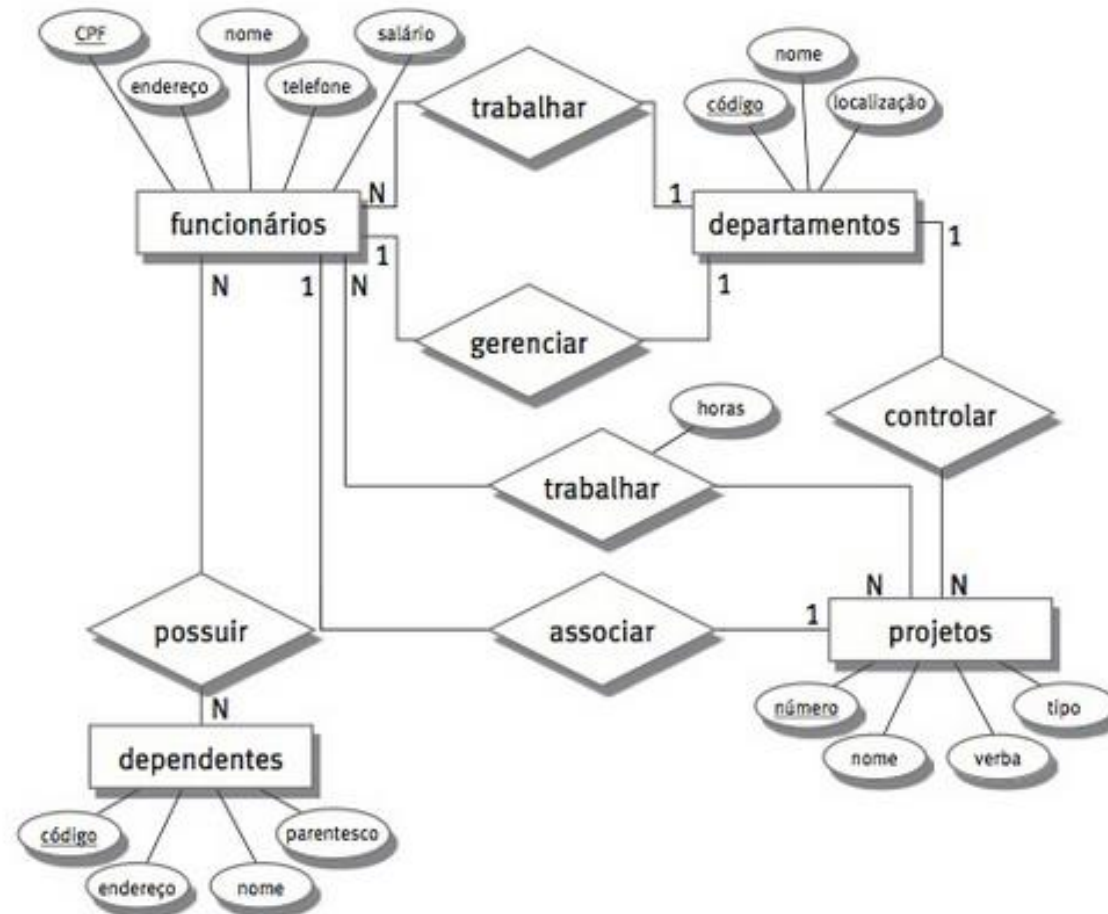 CPF
nome
salário
endereço
telefone
trabalhar
nome
código
localização
N
1
funcionários
departamentos
1
1
N
1
N
1
gerenciar
horas
controlar
trabalhar
N
N
possuir
associar
1
projetos
N
número
tipo
nome
verba
dependentes
código
parentesco
endereço
nome